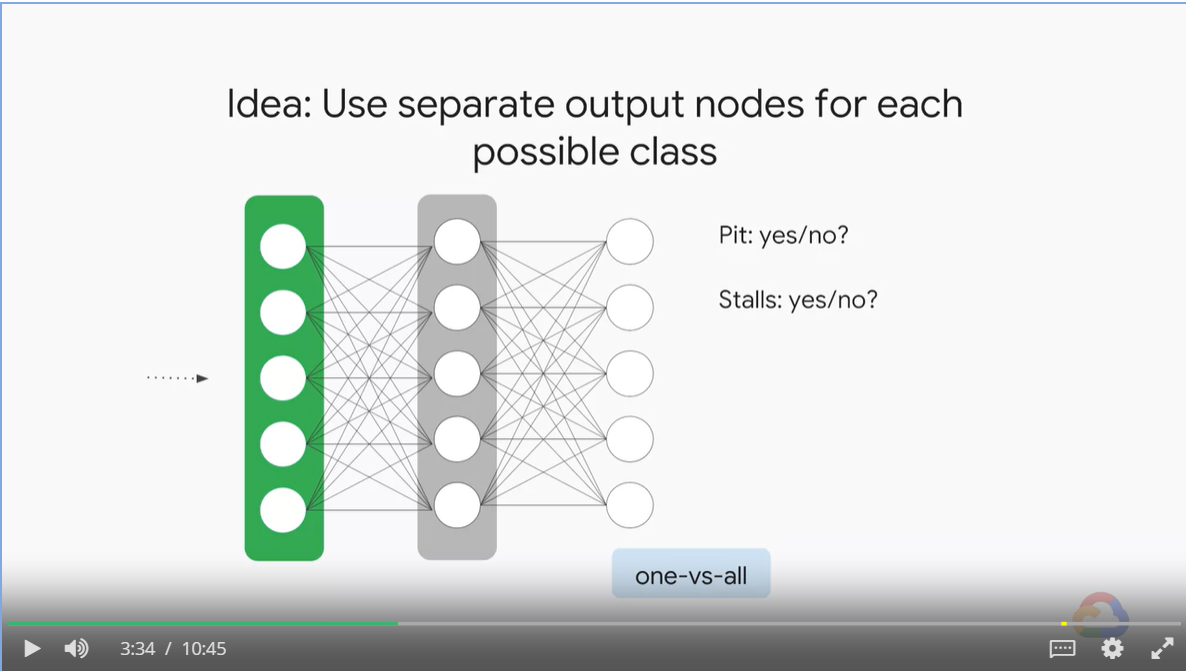 Idea: Use separate output nodes for each
possible class
Pit: yes/no?
Stalls: yes/no?
one-vs-all
3:34 / 10:45